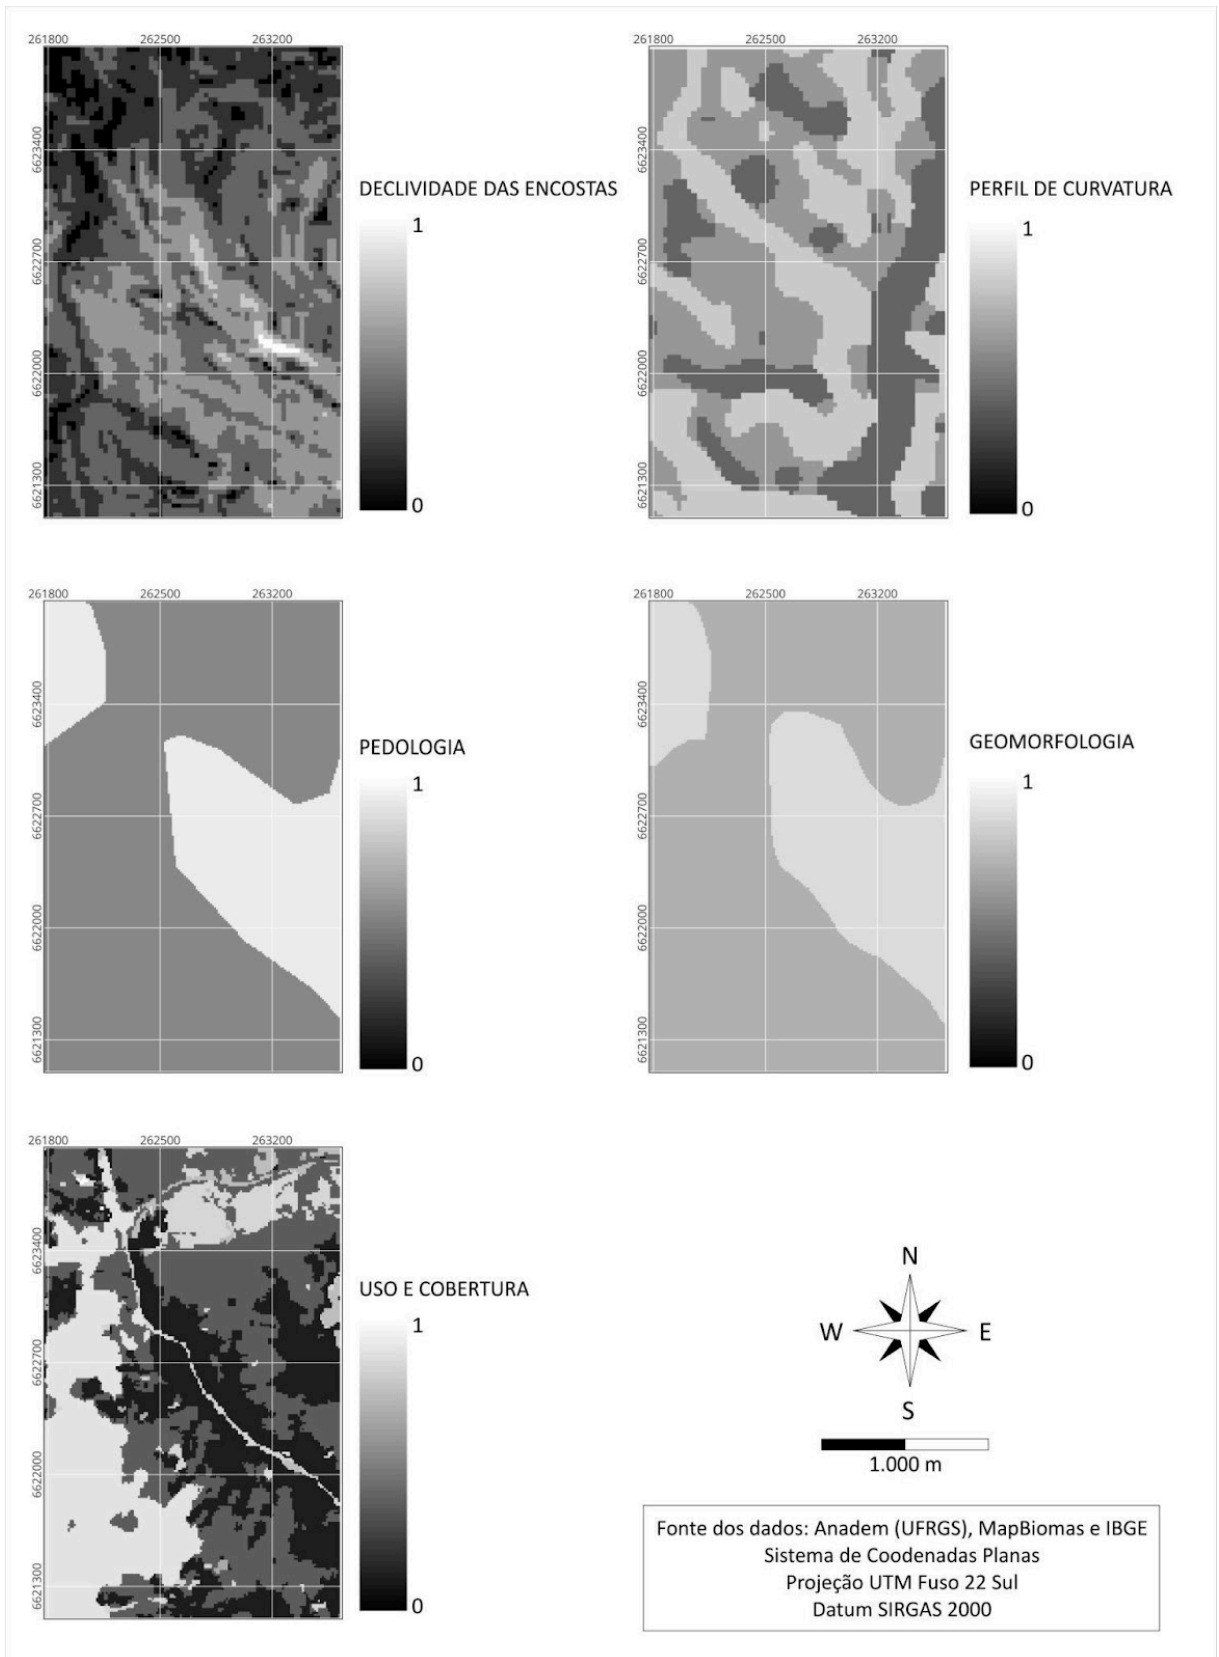 261800 262500 263200
6623400
6622700
6622000
6621300
DECLIVIDADE DAS ENCOSTAS
1
0
261800 262500 263200
6623400
6622700
6622000
6621300
PERFIL DE CURVATURA
1
0
261800 262500 263200
6623400
6622700
6622000
6621300
PEDOLOGIA
1
0
261800 262500 263200
6623400
6622700
6622000
6621300
GEOMORFOLOGIA
1
0
261800 262500 263200
6623400
6622700
6622000
6621300
USO E COBERTURA
1
0
N
W E
S
1.000 m
Fonte dos dados: Anadem (UFRGS), MapBiomas e IBGE
Sistema de Coodenadas Planas
Projeção UTM Fuso 22 Sul
Datum SIRGAS 2000